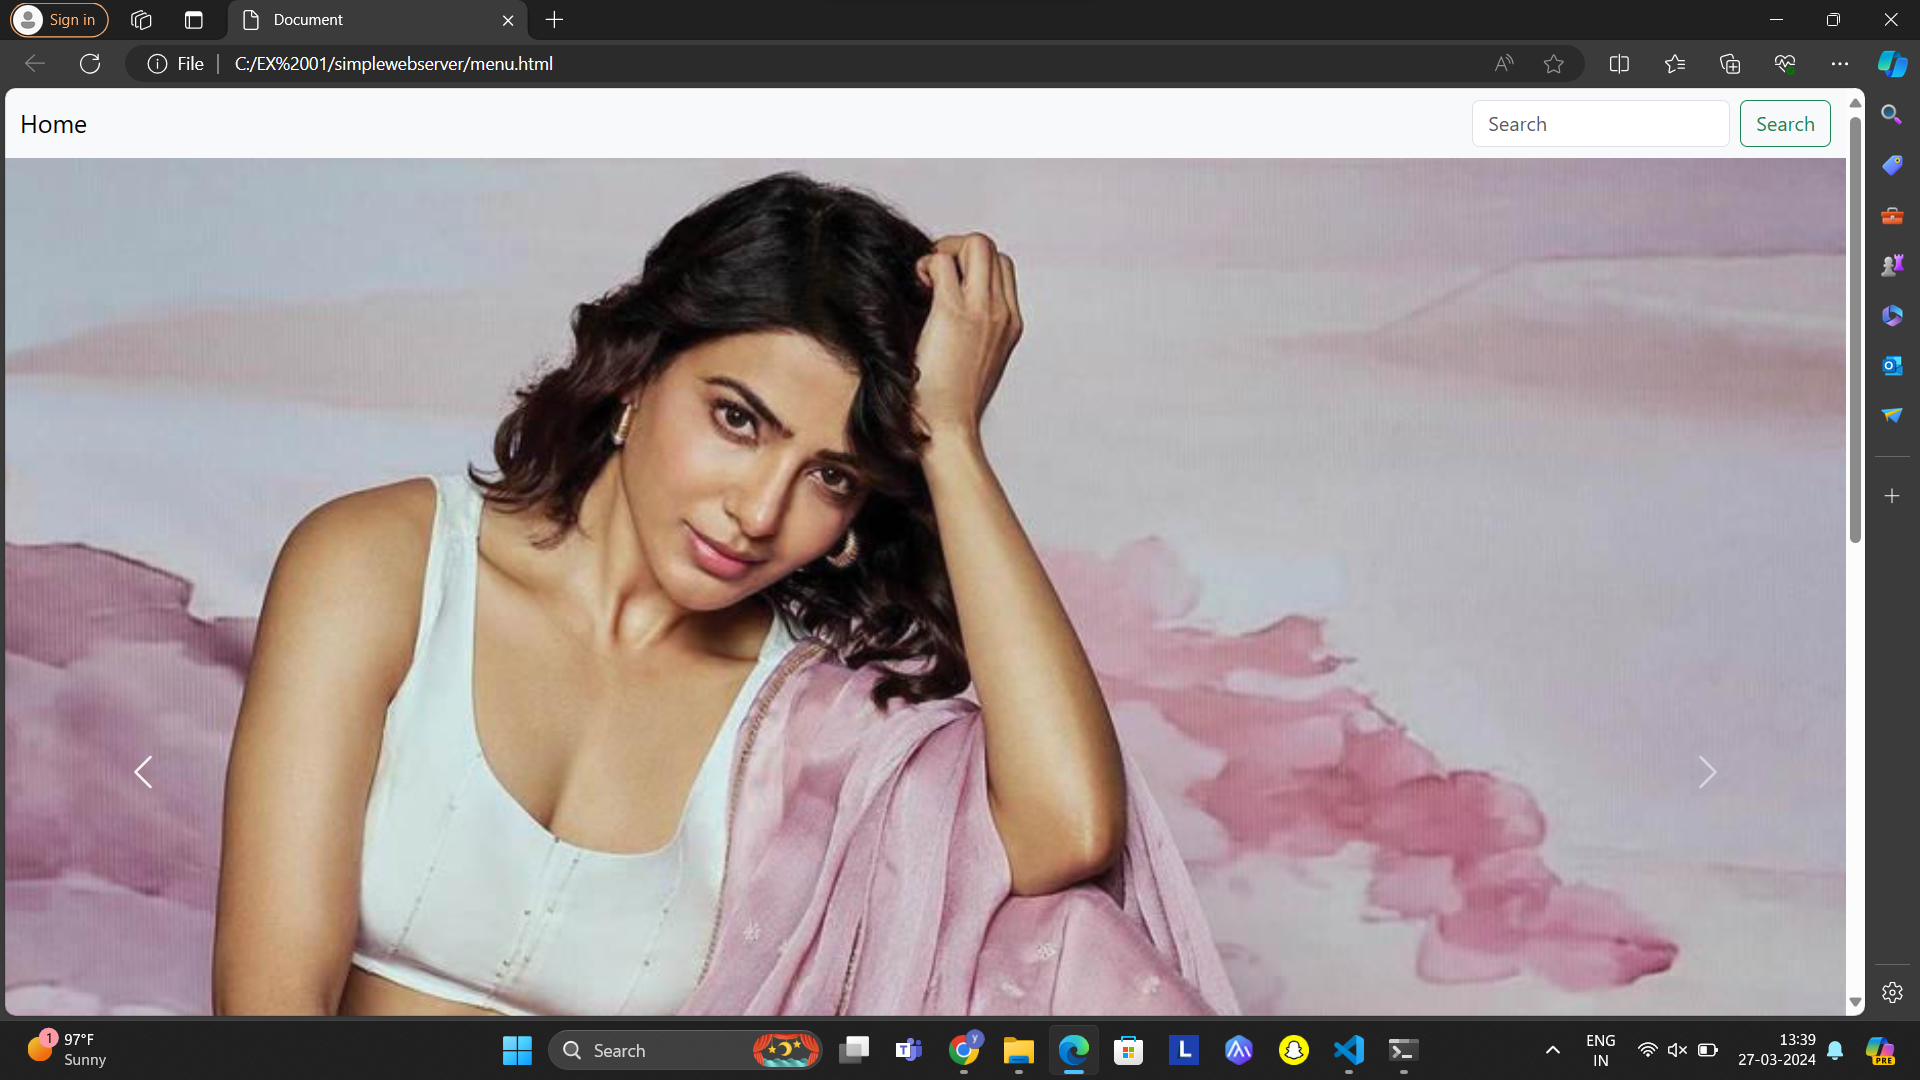 Sign in
Document
File
C:/EX%2001/simplewebserver/menu.html
Home
Search
Search
1
97°F
Sunny
Search
T
y
L
ENG
IN
13:39
27-03-2024
PRE